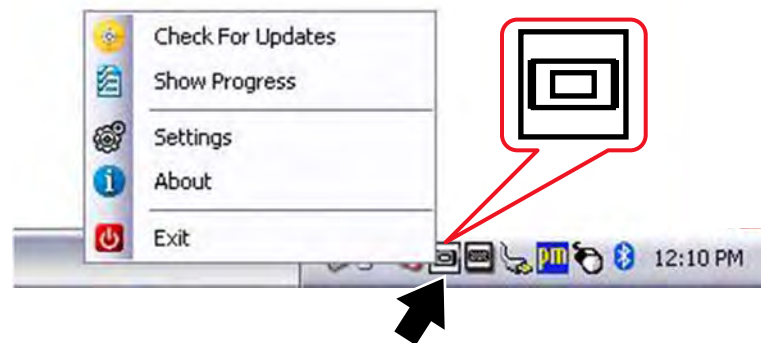 Check For Updates
Show Progress
Settings
About
Exit
pm 12:10 PM